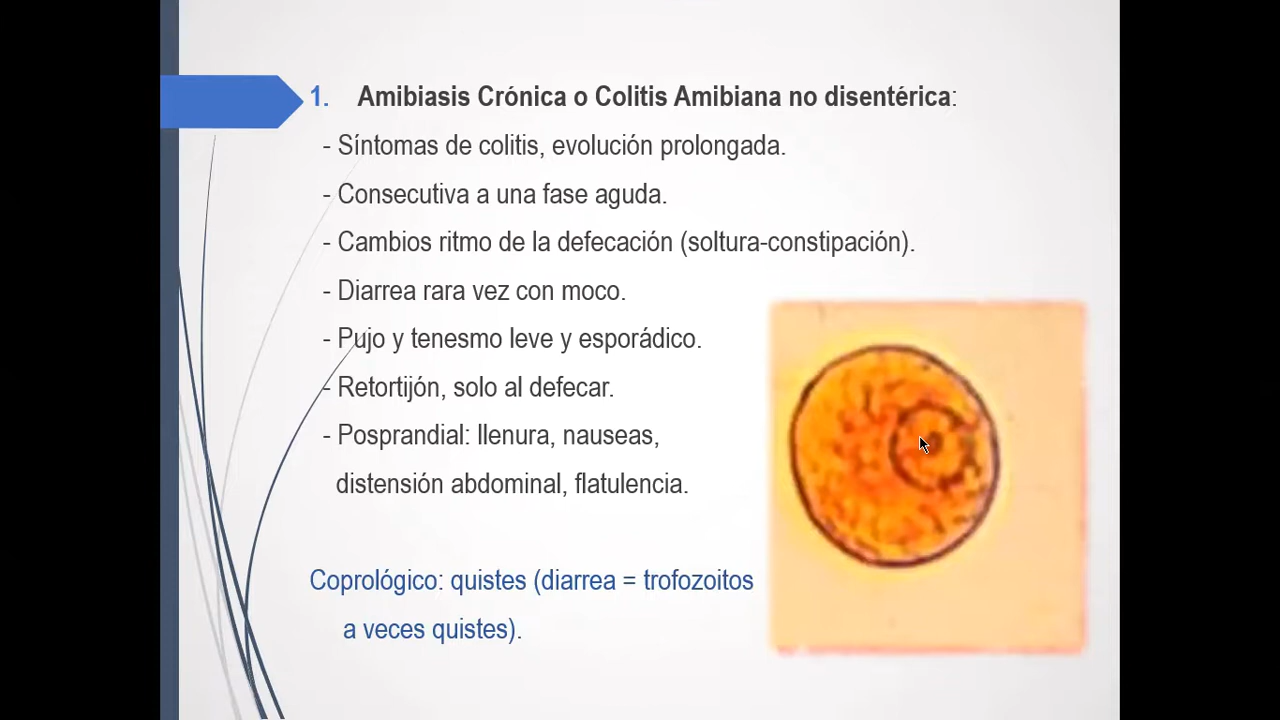 1. Amibiasis Crónica o Colitis Amibiana no disentérica:
- Síntomas de colitis, evolución prolongada.
- Consecutiva a una fase aguda.
- Cambios ritmo de la defecación (soltura-constipación).
- Diarrea rara vez con moco.
- Pujo y tenesmo leve y esporádico.
- Retortijón, solo al defecar.
- Posprandial: llenura, nauseas,
distensión abdominal, flatulencia.
Coprológico: quistes (diarrea = trofozoitos
a veces quistes).